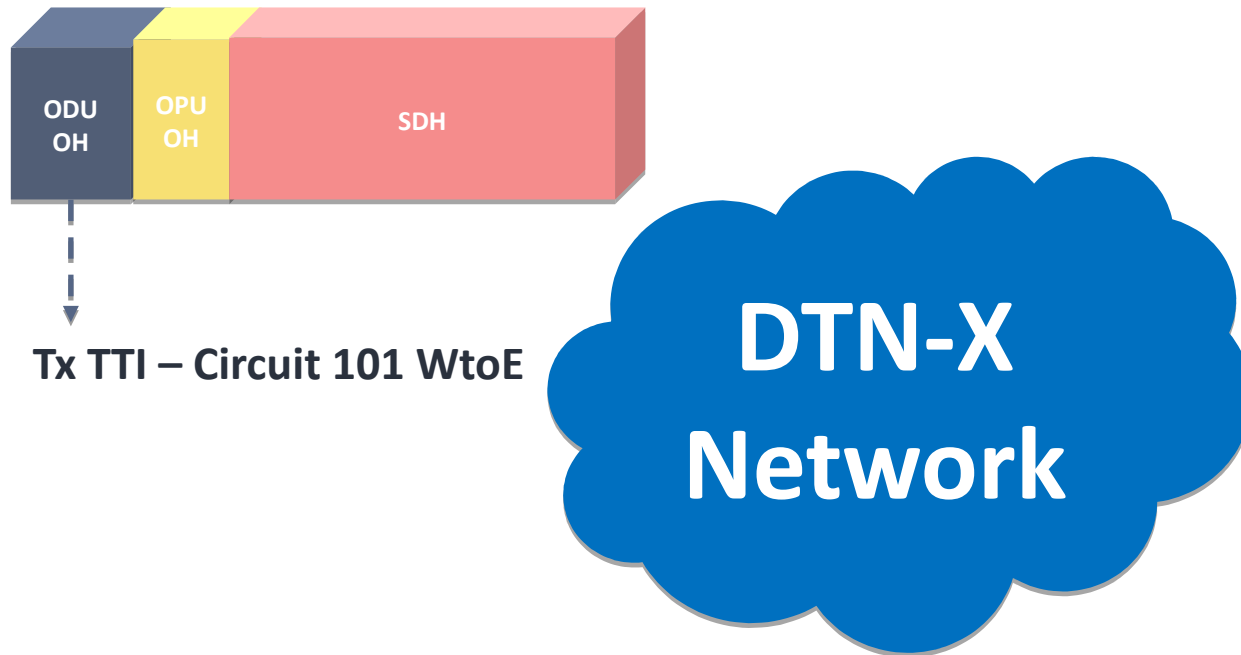 ODU
OH
OPU
OH
SDH
Tx TTI – Circuit 101 WtoE
DTN-X
Network